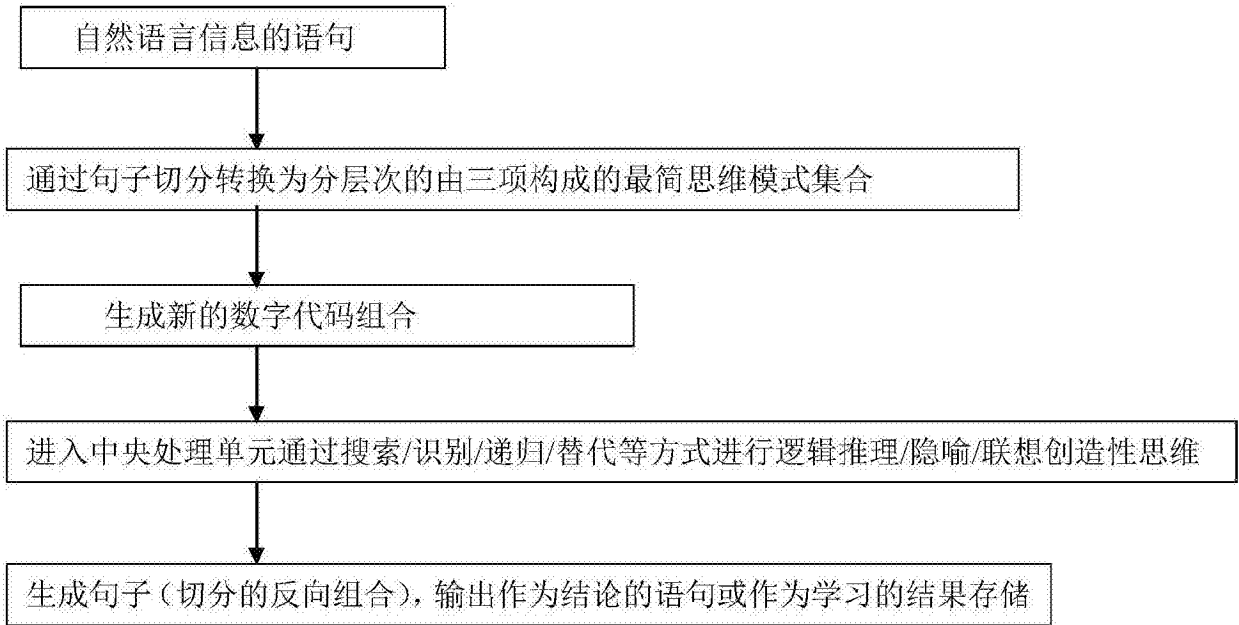 自然语言信息的语句
通过句子切分转换为分层次的由三项构成的最简思维模式集合
生成新的数字代码组合
进入中央处理单元通过搜索/识别/递归/替代等方式进行逻辑推理/隐喻/联想创造性思维
生成句子（切分的反向组合），输出作为结论的语句或作为学习的结果存储